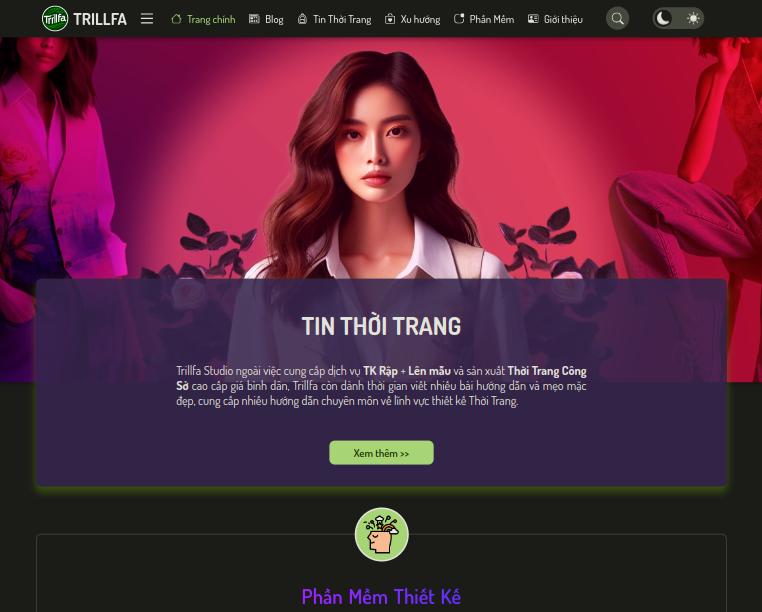 Trillfa TRILLFA Trang chính Blog Tin Thời Trang Xu hướng Phần Mềm Giới thiệu
TIN THỜI TRANG
Trillfa Studio ngoài việc cung cấp dịch vụ TK Rập + Lên mẫu và sản xuất Thời Trang Công
Sở cao cấp giá bình dân, Trillfa còn dành thời gian viết nhiều bài hướng dẫn và mẹo mặc
đẹp, cung cấp nhiều hướng dẫn chuyên môn về lĩnh vực thiết kế Thời Trang.
Xem thêm >>
Phần Mềm Thiết Kế